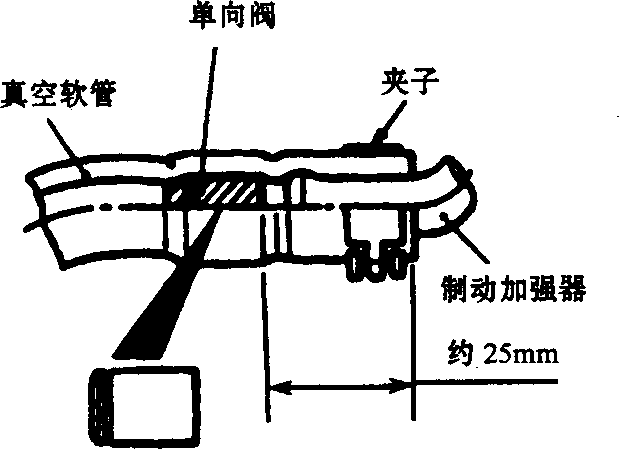 单向阀
夹子
真空软管
制动加强器
约 25mm